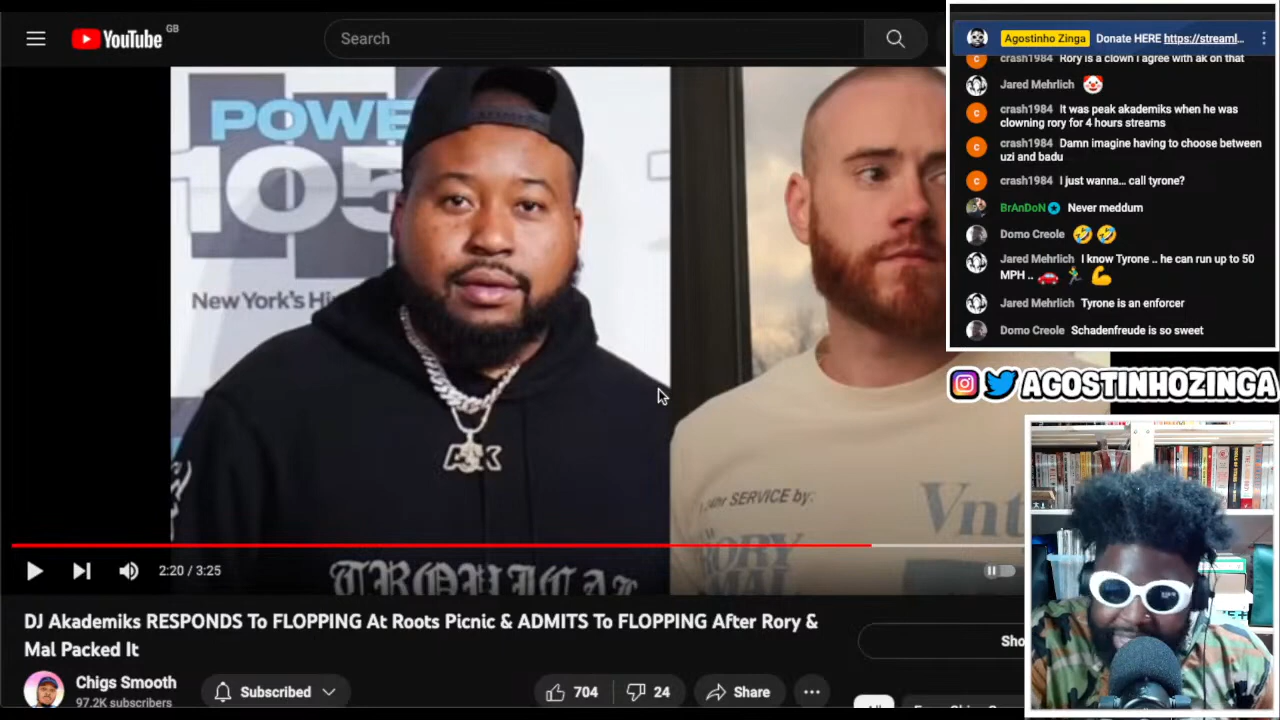 YouTube GB
Search
POWE
105
New York's Hi
AK
SERVICE by:
Vnt
RORY
MAL
2:20 / 3:25
DJ Akademiks RESPONDS To FLOPPING At Roots Picnic & ADMITS To FLOPPING After Rory &
Mal Packed It
Sho
Chigs Smooth
97.2K subscribers
Subscribed
704
24
Share
Agostinho Zinga Donate HERE https://streaml...
crash1984 Rory is a clown I agree with ak on that
Jared Mehrlich 🤡
crash1984 It was peak akademiks when he was
clowning rory for 4 hours streams
crash1984 Damn imagine having to choose between
uzi and badu
crash1984 I just wanna... call tyrone?
BrAnDoN Never meddum
Domo Creole 🤣 🤣
Jared Mehrlich I know Tyrone .. he can run up to 50
MPH .. 🚗 🏃 💪
Jared Mehrlich Tyrone is an enforcer
Domo Creole Schadenfreude is so sweet
AGOSTINHOZINGA